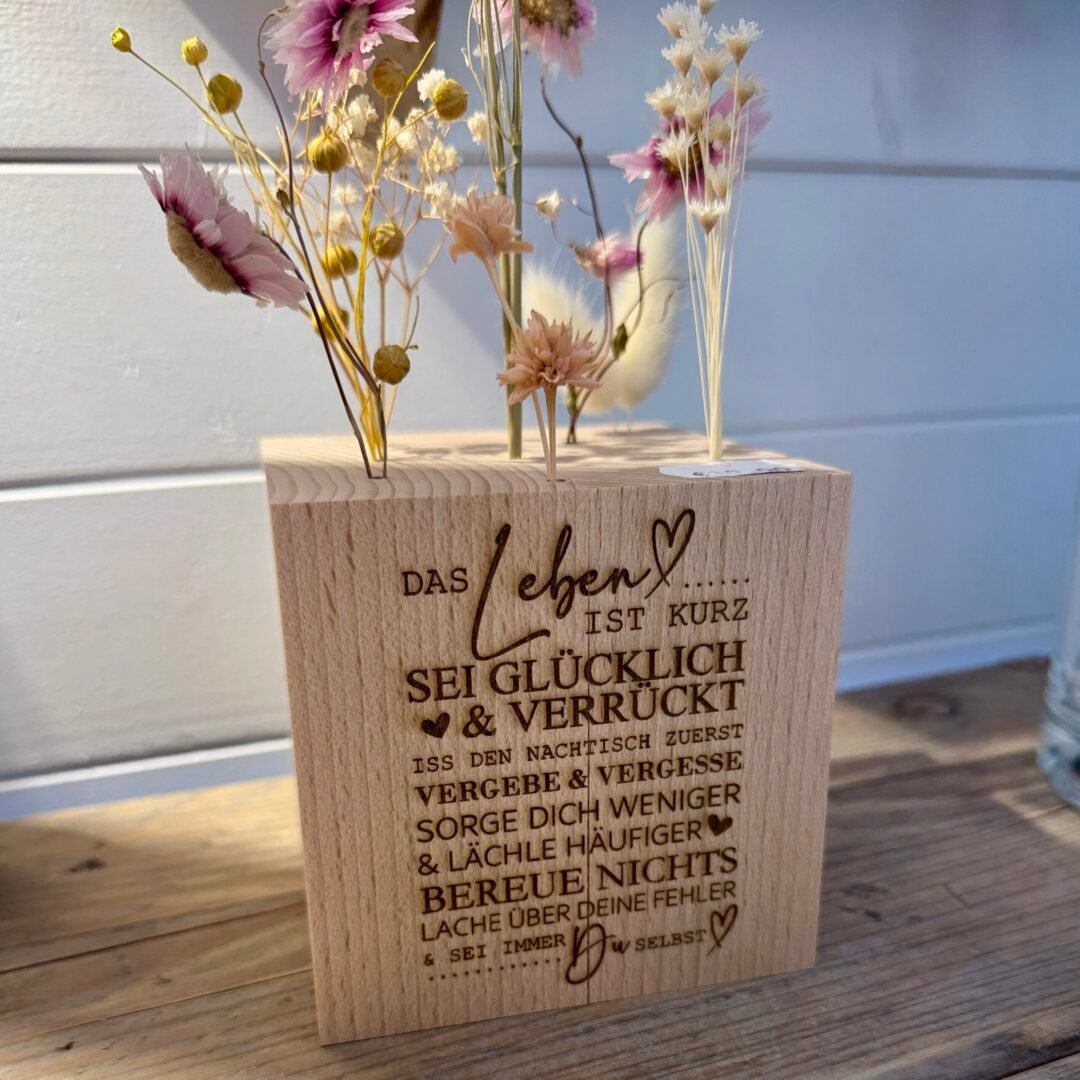 DAS Leben ......
IST KURZ
SEI GLÜCKLICH
& VERRÜCKT
ISS DEN NACHTISCH ZUERST
VERGEBE & VERGESSE
SORGE DICH WENIGER
& LÄCHLE HÄUFIGER
BEREUE NICHTS
LACHE ÜBER DEINE FEHLER
& SEI IMMER Du SELBST
............